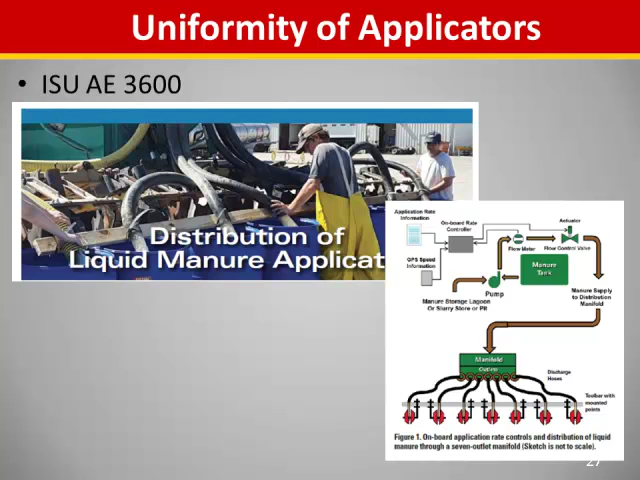 Uniformity of Applicators
• ISU AE 3600
Distribution of
Liquid Manure Applicat
Application Rate
Information
On-board Rate
Controller
Actuator
Flow Meter
Flow Control Valve
GPS Speed
Information
Manure
Tank
Pump
Manure Storage Lagoon
Or Slurry Store or Pit
Manure Supply
to Distribution
Manifold
Manifold
Outlets
Discharge
Hoses
Toolbar with
mounted
points
Figure 1. On-board application rate controls and distribution of liquid
manure through a seven-outlet manifold (Sketch is not to scale).
27